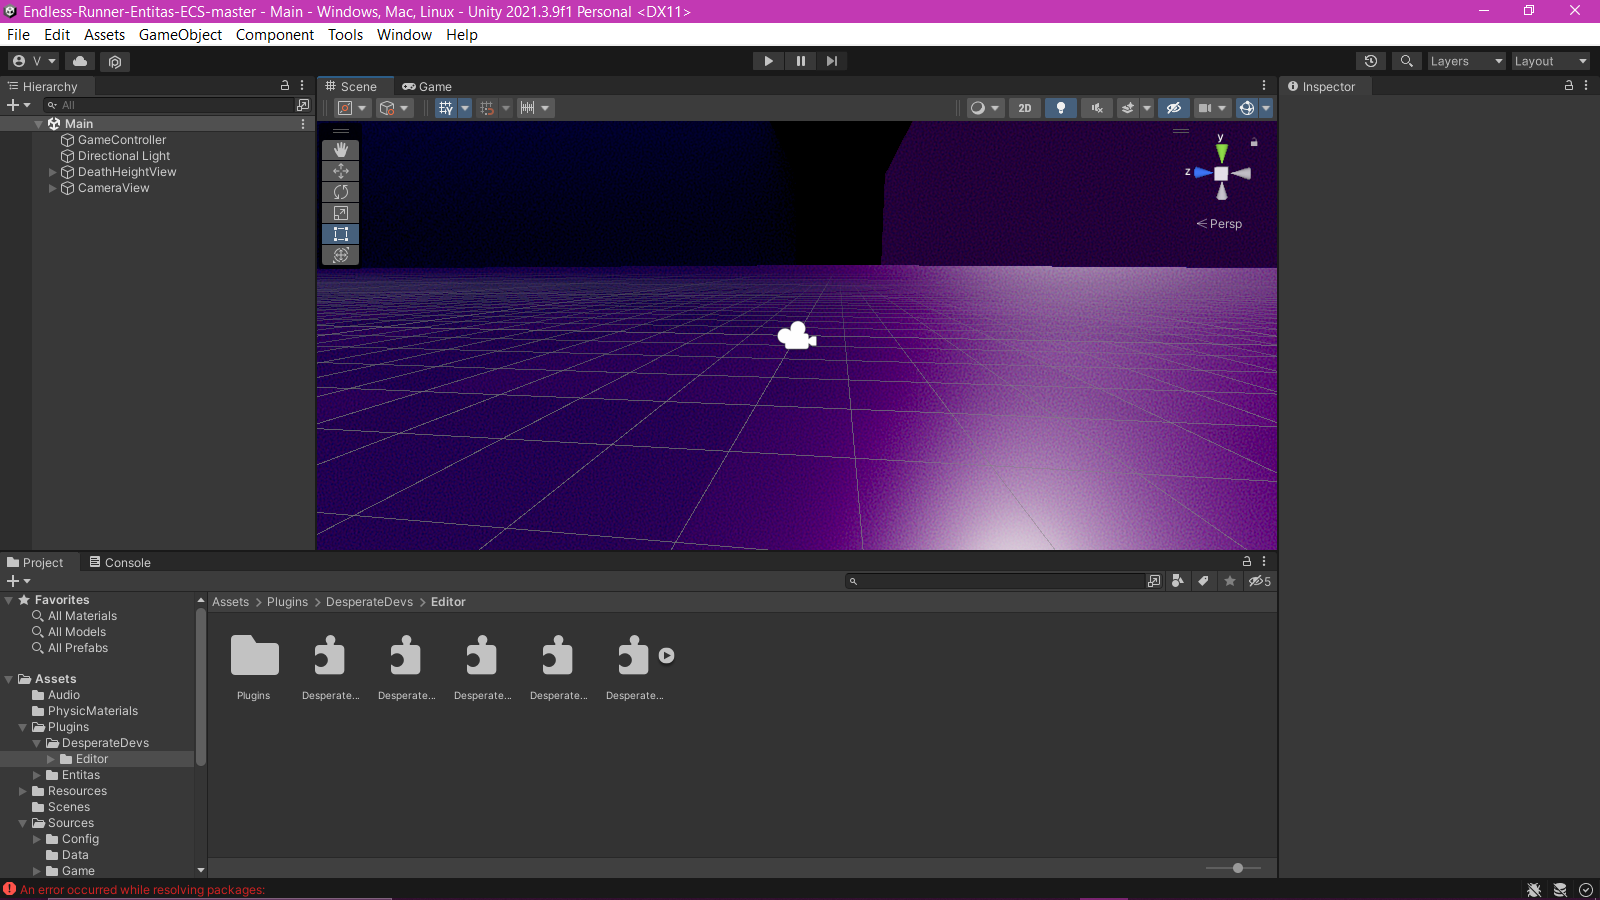 Endless-Runner-Entitas-ECS-master - Main - Windows, Mac, Linux - Unity 2021.3.9f1 Personal <DX11>
File Edit Assets GameObject Component Tools Window Help
V Layers Layout
Hierarchy
All
Main
GameController
Directional Light
DeathHeightView
CameraView
Scene Game
2D
y
z
Persp
Inspector
Project Console
5
Favorites
All Materials
All Models
All Prefabs
Assets
Audio
PhysicMaterials
Plugins
DesperateDevs
Editor
Entitas
Resources
Scenes
Sources
Config
Data
Game
Assets > Plugins > DesperateDevs > Editor
Plugins Desperate... Desperate... Desperate... Desperate... Desperate...
An error occurred while resolving packages: